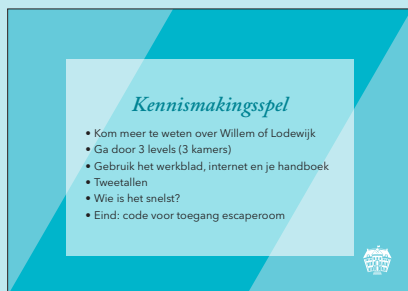 Kennismakingsspel
• Kom meer te weten over Willem of Lodewijk
• Ga door 3 levels (3 kamers)
• Gebruik het werkblad, internet en je handboek
• Tweetallen
• Wie is het snelst?
• Eind: code voor toegang escaperoom